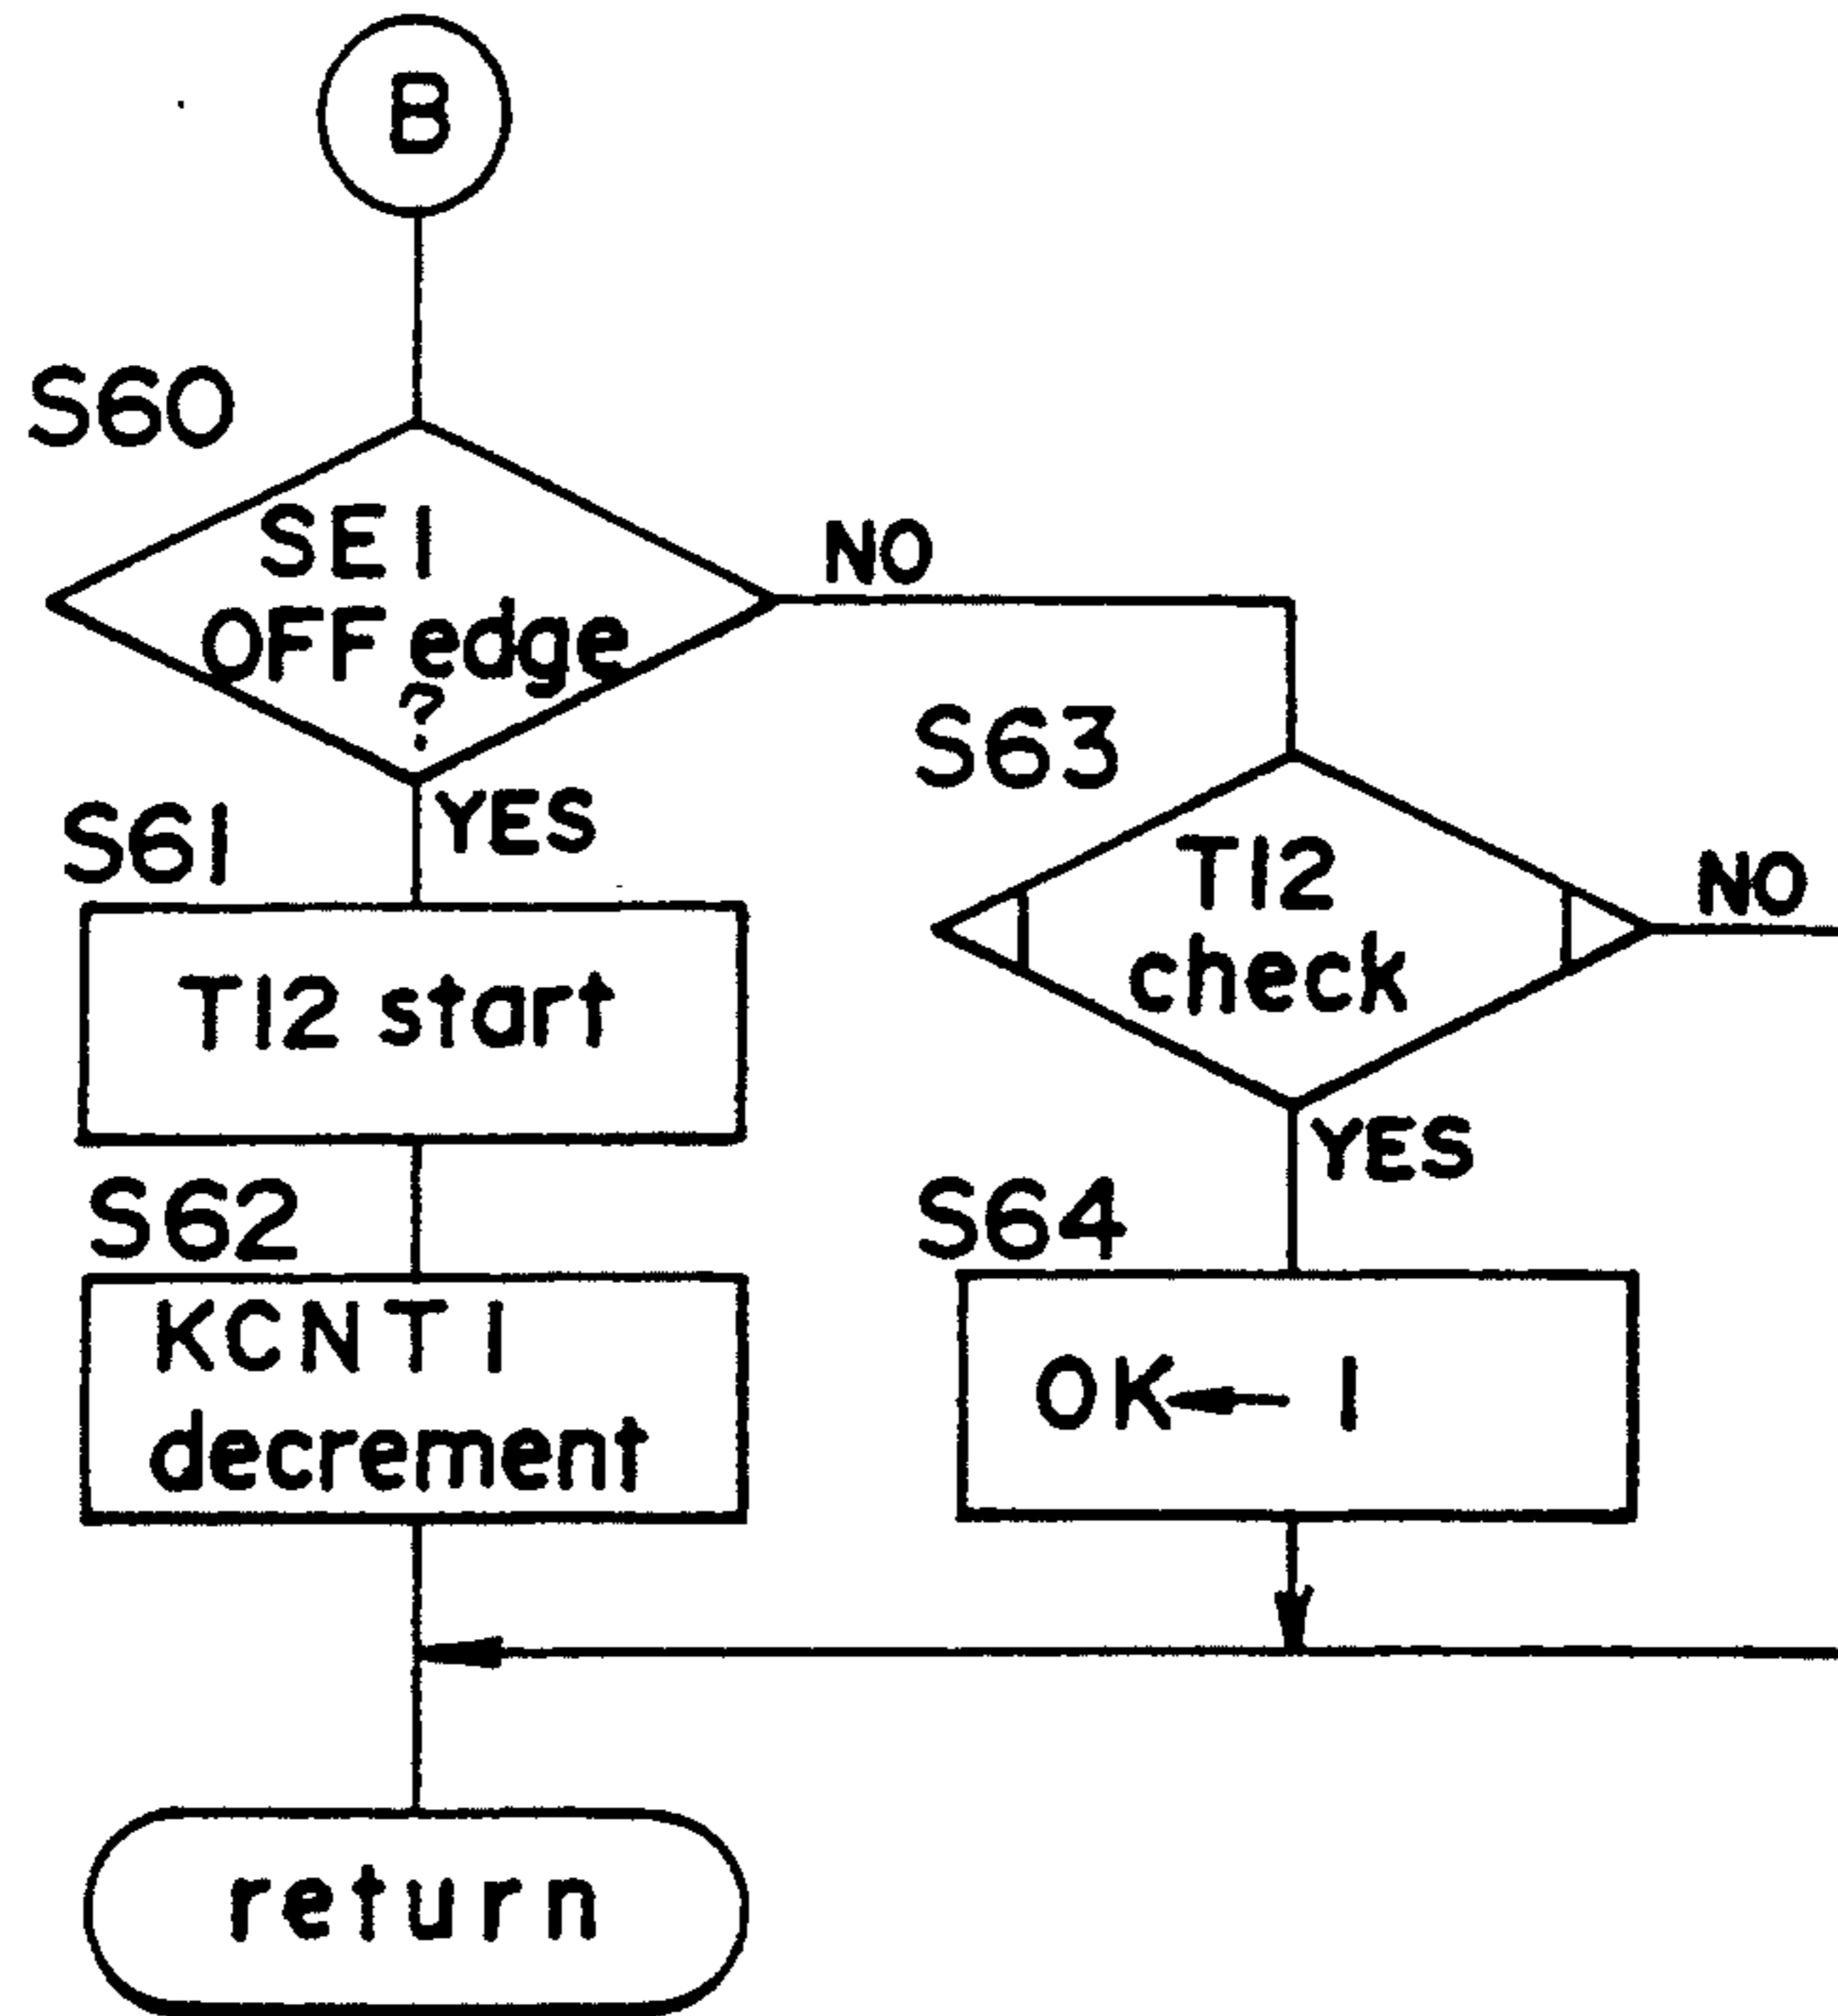 B
S60
SE1
OFF edge
?
NO
YES
S61
T12 start
S62
KCNT1
decrement
S63
T12
check
NO
YES
S64
OK← 1
return